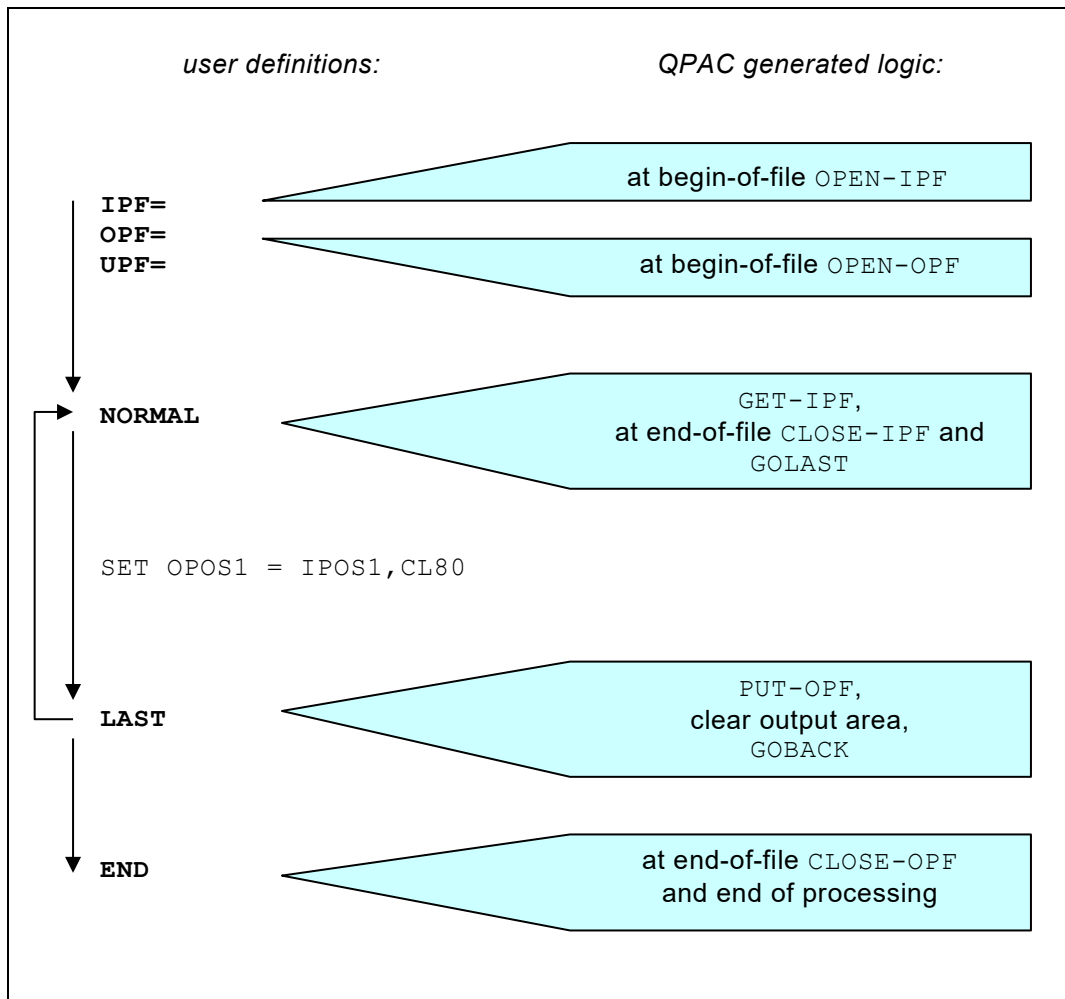 user definitions:
QPAC generated logic:
at begin-of-file OPEN-IPF
IPF=
OPF=
UPF=
at begin-of-file OPEN-OPF
NORMAL
GET-IPF,
at end-of-file CLOSE-IPF and
GOLAST
SET OPOS1 = IPOS1,CL80
LAST
PUT-OPF,
clear output area,
GOBACK
END
at end-of-file CLOSE-OPF
and end of processing